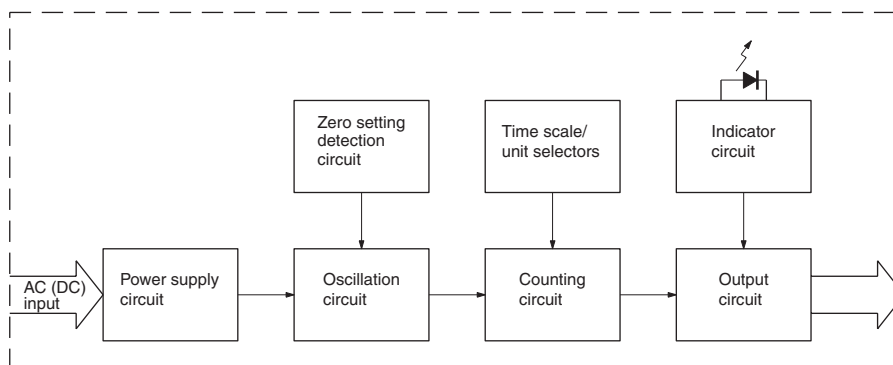 Zero setting
detection
circuit
Time scale/
unit selectors
Indicator
circuit
AC (DC)
input
Power supply
circuit
Oscillation
circuit
Counting
circuit
Output
circuit